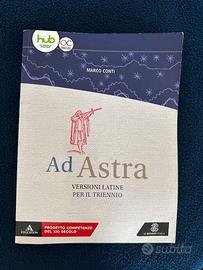 hub
MARCO CONTI
Ad Astra
VERSIONI LATINE
PER IL TRIENNIO
PROGETTO COMPETENZE
DEL XXI SECOLO
subito